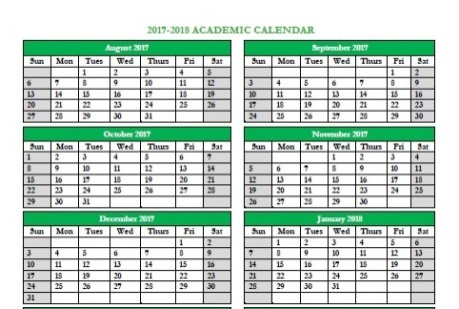 2017-2018 ACADEMIC CALENDAR
August 2017
Sun Mon Tues Wed Thurs Fri Sat
1 2 3 4 5
6 7 8 9 10 11 12
13 14 15 16 17 18 19
20 21 22 23 24 25 26
27 28 29 30 31
September 2017
Sun Mon Tues Wed Thurs Fri Sat
1 2
3 4 5 6 7 8 9
10 11 12 13 14 15 16
17 18 19 20 21 22 23
24 25 26 27 28 29 30
October 2017
Sun Mon Tues Wed Thurs Fri Sat
1 2 3 4 5 6 7
8 9 10 11 12 13 14
15 16 17 18 19 20 21
22 23 24 25 26 27 28
29 30 31
November 2017
Sun Mon Tues Wed Thurs Fri Sat
1 2 3 4
5 6 7 8 9 10 11
12 13 14 15 16 17 18
19 20 21 22 23 24 25
26 27 28 29 30
December 2017
Sun Mon Tues Wed Thurs Fri Sat
1 2
3 4 5 6 7 8 9
10 11 12 13 14 15 16
17 18 19 20 21 22 23
24 25 26 27 28 29 30
31
January 2018
Sun Mon Tues Wed Thurs Fri Sat
1 2 3 4 5 6
7 8 9 10 11 12 13
14 15 16 17 18 19 20
21 22 23 24 25 26 27
28 29 30 31